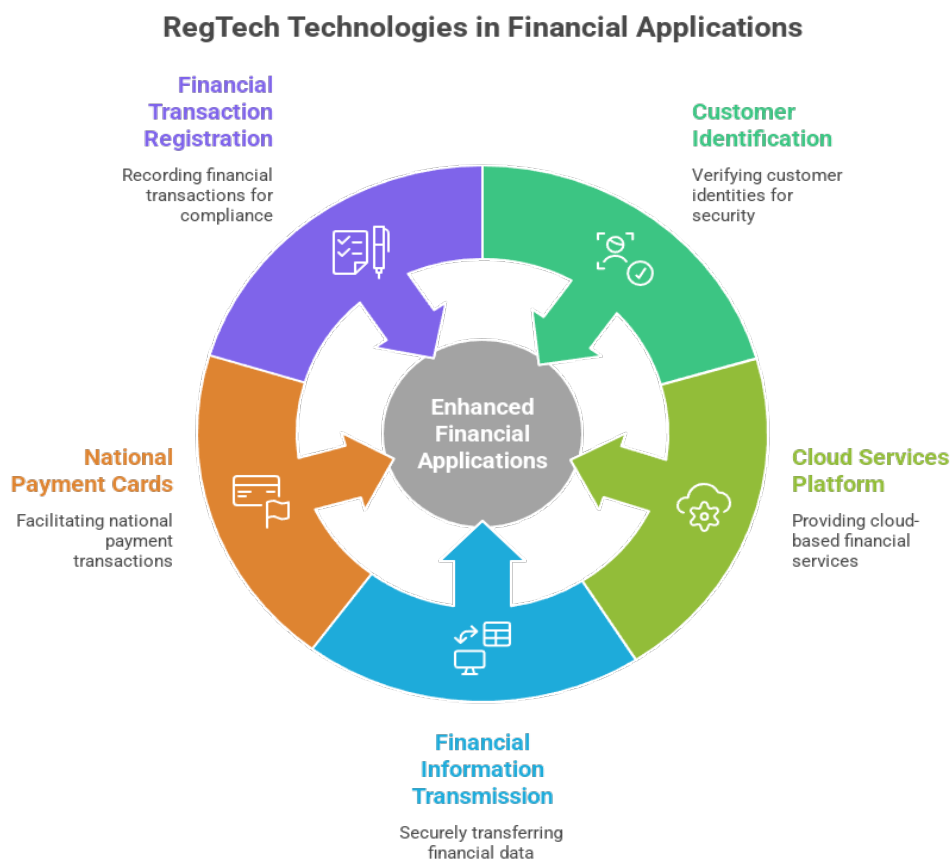 RegTech Technologies in Financial Applications
Financial
Transaction
Registration
Recording financial
transactions for
compliance
Customer
Identification
Verifying customer
identities for
security
Enhanced
Financial
Applications
National
Payment Cards
Facilitating national
payment
transactions
Cloud Services
Platform
Providing cloud-
based financial
services
Financial
Information
Transmission
Securely transferring
financial data